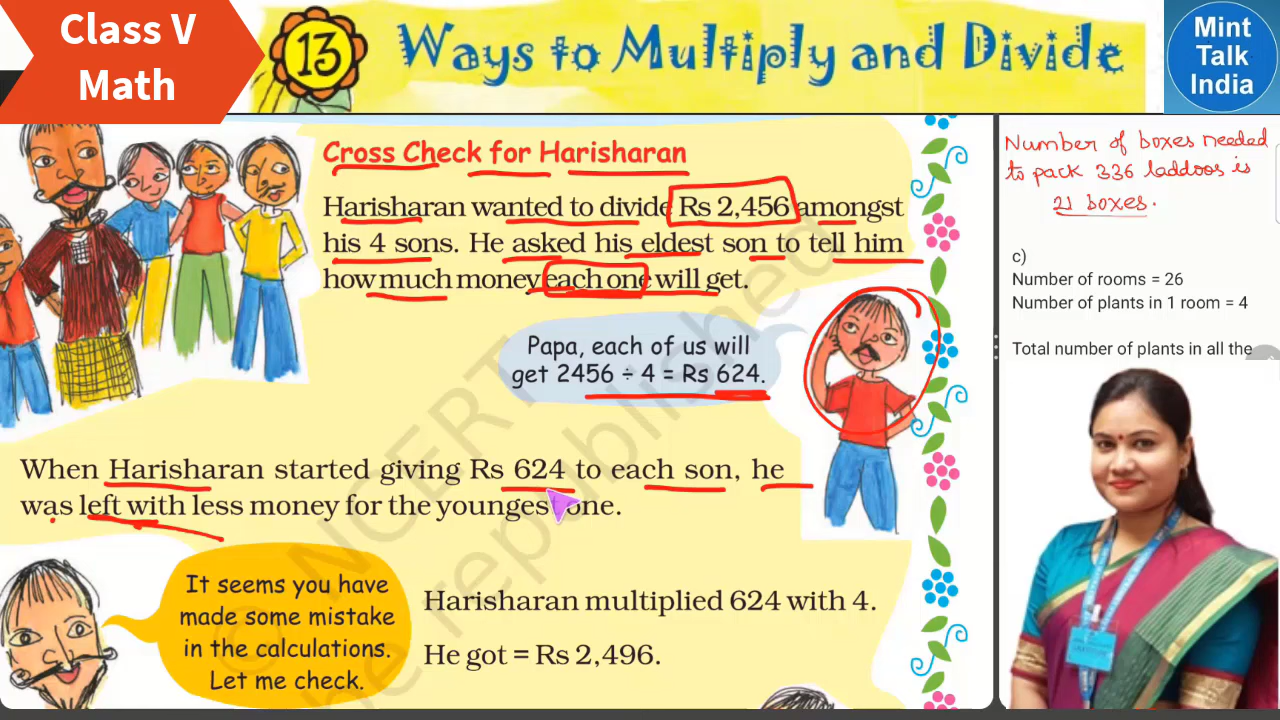 Class V
Math
13
Ways to Multiply and Divide
Mint
Talk
India
Cross Check for Harisharan
Harisharan wanted to divide Rs 2,456 amongst
his 4 sons. He asked his eldest son to tell him
how much money each one will get.
Papa, each of us will
get 2456 ÷ 4 = Rs 624.
When Harisharan started giving Rs 624 to each son, he
was left with less money for the youngest one.
It seems you have
made some mistake
in the calculations.
Let me check.
Harisharan multiplied 624 with 4.
He got = Rs 2,496.
© NCERT
be republished
Number of boxes needed
to pack 336 laddoos is
21 boxes.
c)
Number of rooms = 26
Number of plants in 1 room = 4
Total number of plants in all the